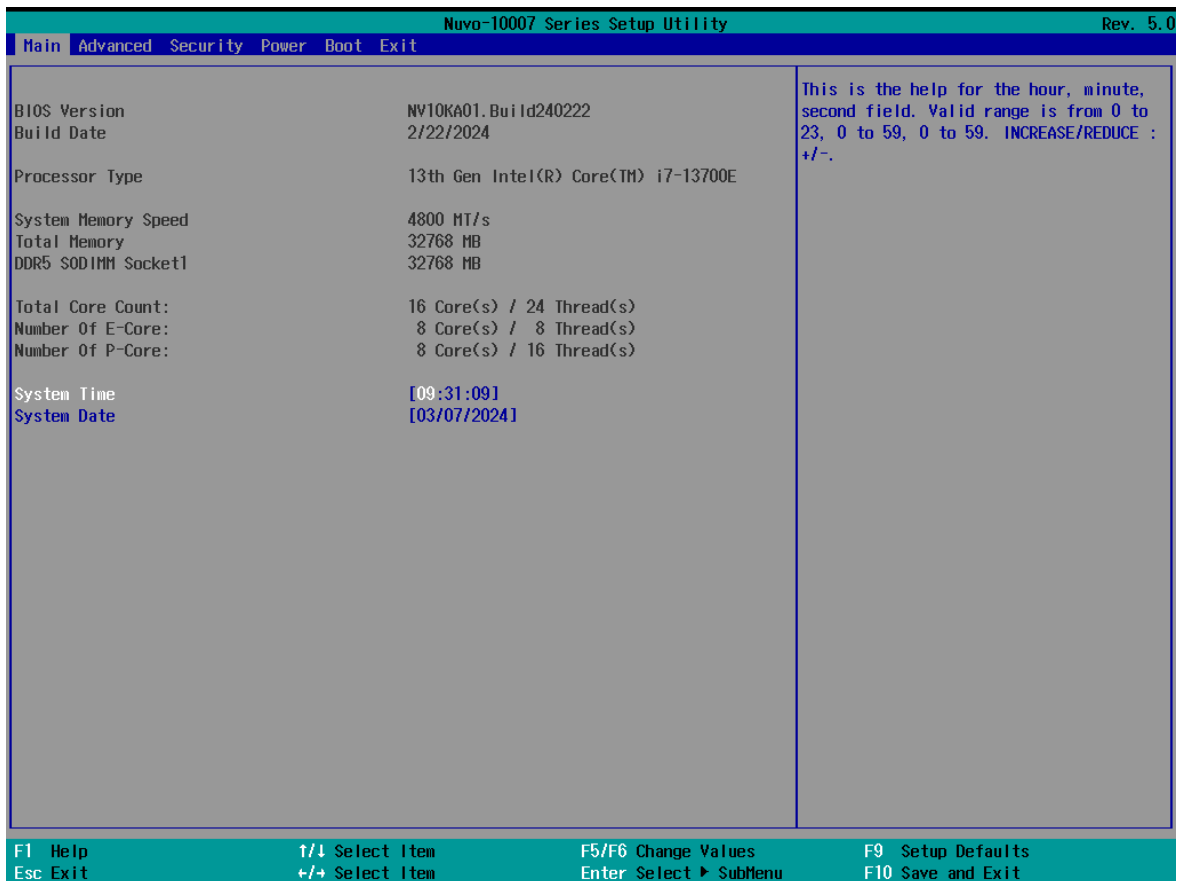 Nuvo-10007 Series Setup Utility Rev. 5.0
Main Advanced Security Power Boot Exit
BIOS Version NV10KA01.Build240222
Build Date 2/22/2024
Processor Type 13th Gen Intel(R) Core(TM) i7-13700E
System Memory Speed 4800 MT/s
Total Memory 32768 MB
DDR5 SODIMM Socket1 32768 MB
Total Core Count: 16 Core(s) / 24 Thread(s)
Number Of E-Core: 8 Core(s) / 8 Thread(s)
Number Of P-Core: 8 Core(s) / 16 Thread(s)
System Time [09:31:09]
System Date [03/07/2024]
This is the help for the hour, minute,
second field. Valid range is from 0 to
23, 0 to 59, 0 to 59. INCREASE/REDUCE :
+/-.
F1 Help ↑/↓ Select Item F5/F6 Change Values F9 Setup Defaults
Esc Exit ←/→ Select Item Enter Select ▶ SubMenu F10 Save and Exit